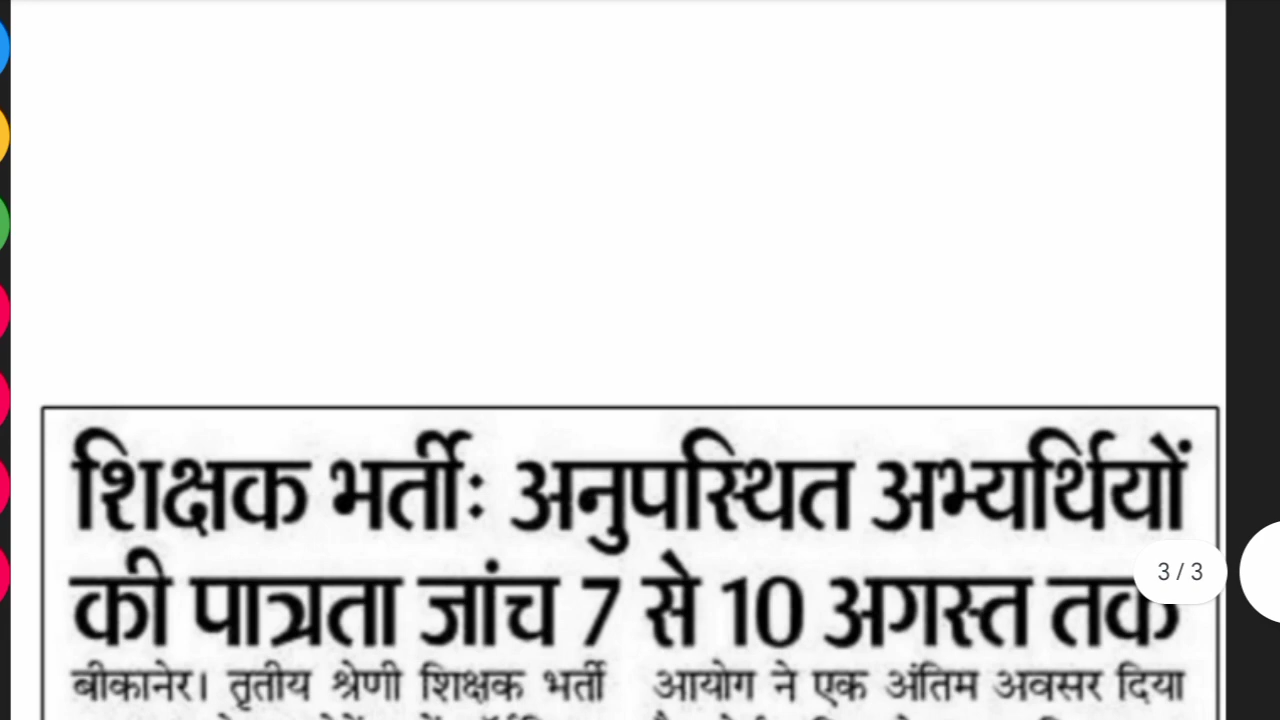 शिक्षक भर्तीः अनुपस्थित अभ्यर्थियों
की पात्रता जांच 7 से 10 अगस्त तक
3 / 3
बीकानेर। तृतीय श्रेणी शिक्षक भर्ती
आयोग ने एक अंतिम अवसर दिया